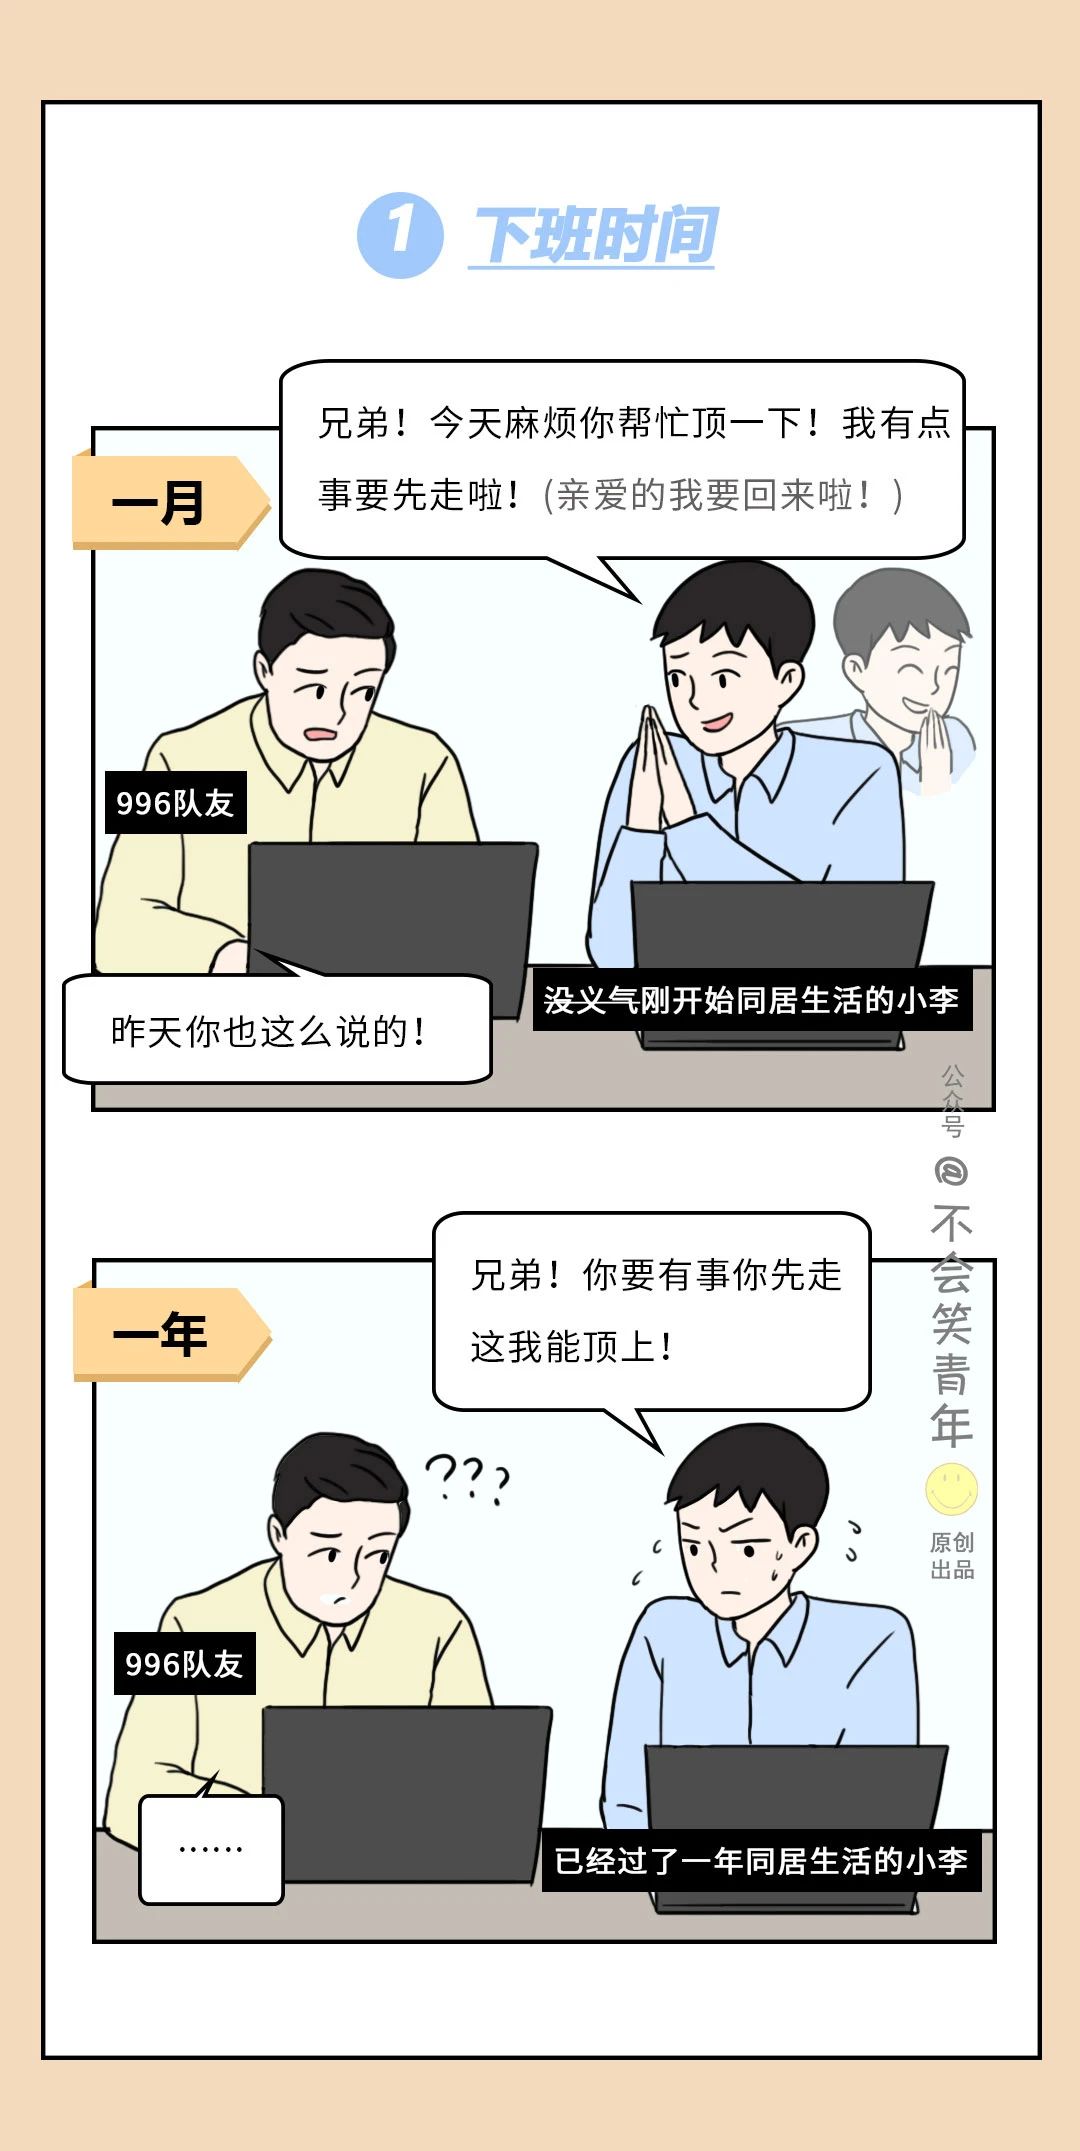 1 下班时间
兄弟！今天麻烦你帮忙顶一下！我有点
事要先走啦！(亲爱的我要回来啦！)
一月
996队友
没义气刚开始同居生活的小李
昨天你也这么说的！
公众号
@不会笑青年
原创
出品
兄弟！你要有事你先走
这我能顶上！
一年
???
996队友
……
已经过了一年同居生活的小李